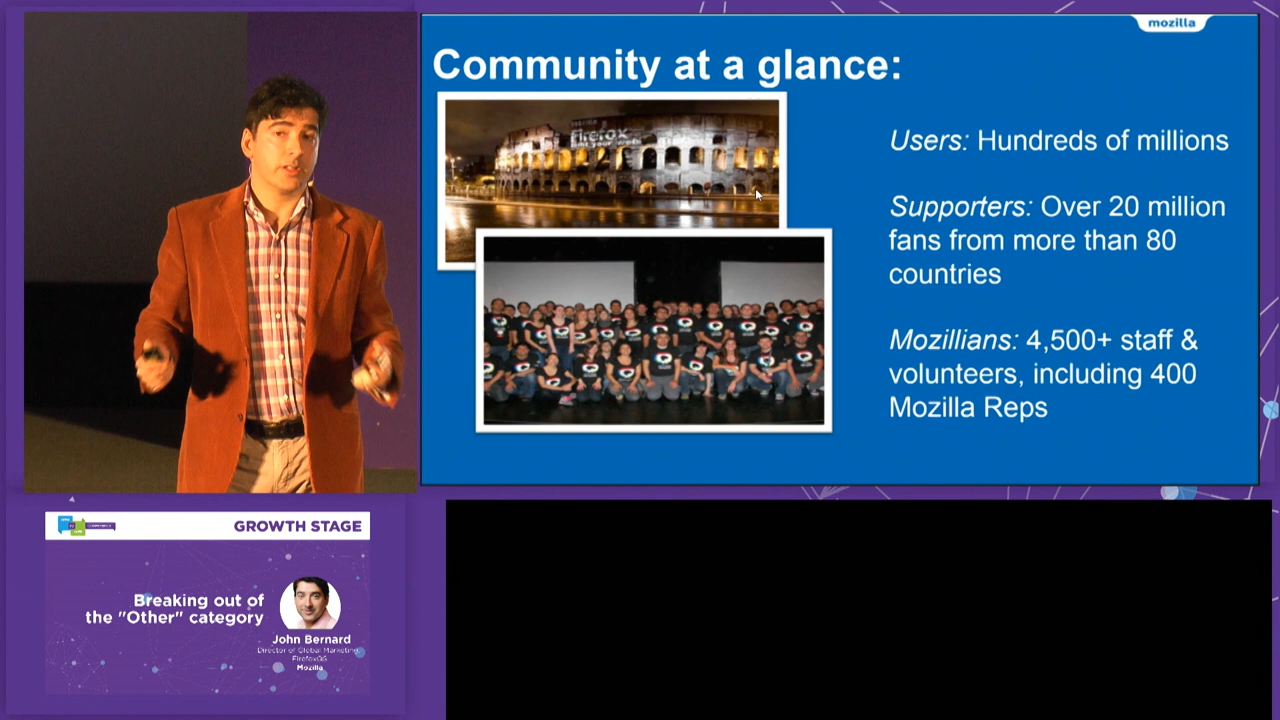 mozilla
Community at a glance:
Firefox
Users: Hundreds of millions
Supporters: Over 20 million
fans from more than 80
countries
Mozillians: 4,500+ staff &
volunteers, including 400
Mozilla Reps
GROWTH STAGE
Breaking out of
the "Other" category
John Bernard
Director of Global Marketing,
FirefoxOS
Mozilla